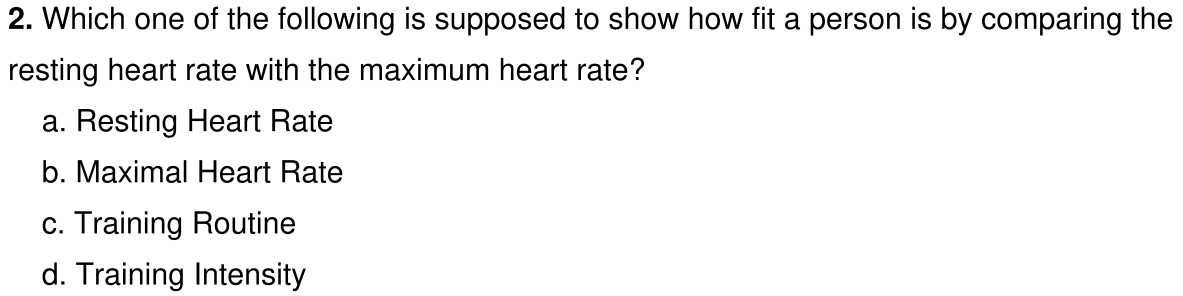 2. Which one of the following is supposed to show how fit a person is by comparing the
resting heart rate with the maximum heart rate?
a. Resting Heart Rate
b. Maximal Heart Rate
c. Training Routine
d. Training Intensity